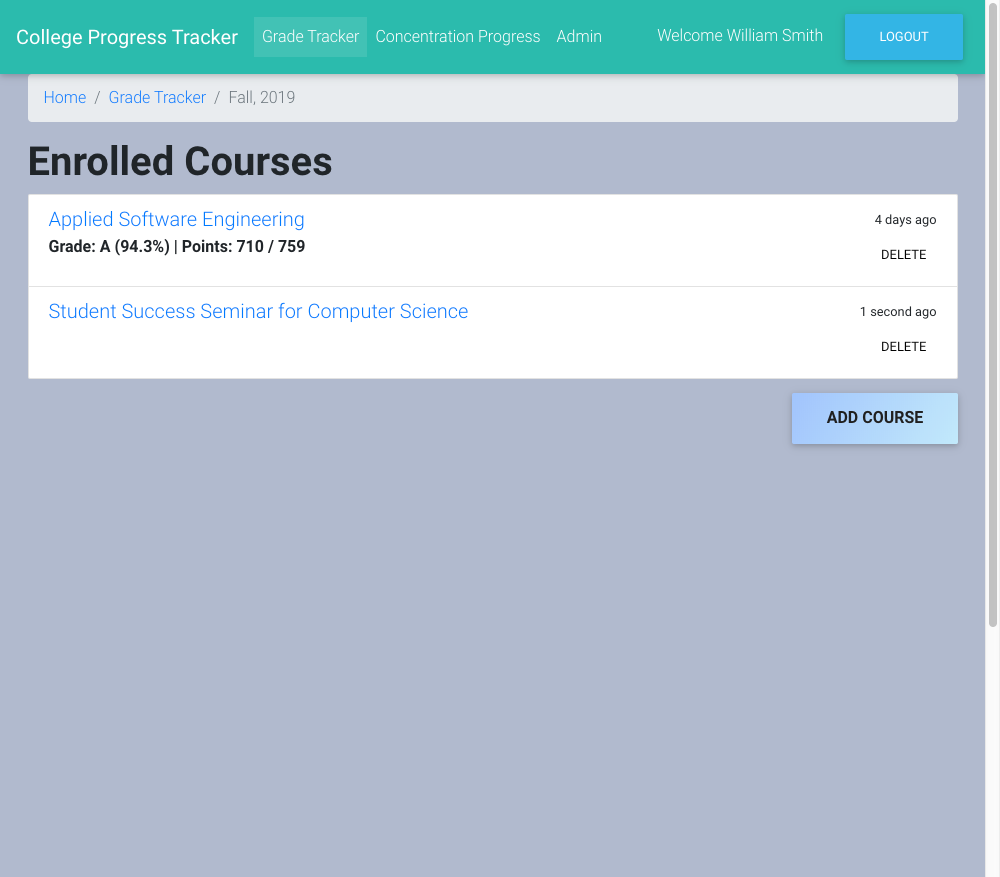 College Progress Tracker Grade Tracker Concentration Progress Admin Welcome William Smith LOGOUT
Home / Grade Tracker / Fall, 2019
Enrolled Courses
Applied Software Engineering 4 days ago
Grade: A (94.3%) | Points: 710 / 759
DELETE
Student Success Seminar for Computer Science 1 second ago
DELETE
ADD COURSE